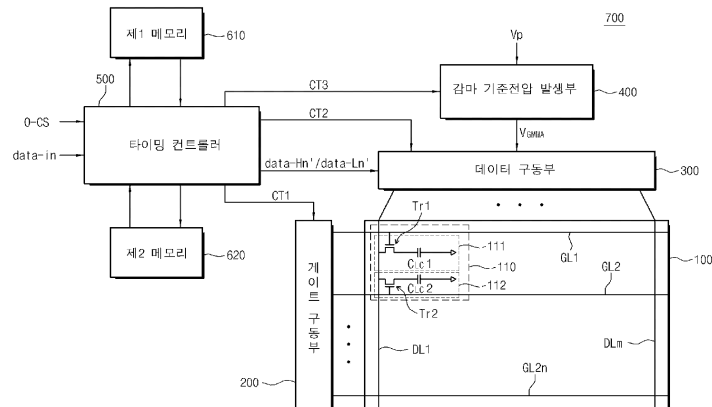 700
제1 메모리
610
Vp
500
CT3
감마 기준전압 발생부
400
O-CS
CT2
타이밍 컨트롤러
VGMMA
data-in
data-Hn'/data-Ln'
데이터 구동부
300
CT1
Tr1
제2 메모리
620
게이트 구동부
CLc1
111
110
GL1
GL2
100
CLc2
112
Tr2
DL1
DLm
200
GL2n